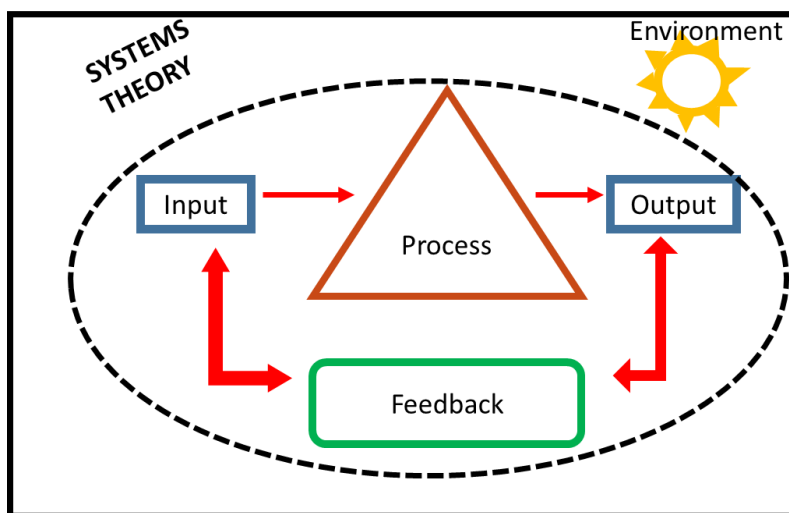 SYSTEMS
THEORY
Environment
Input
Process
Output
Feedback